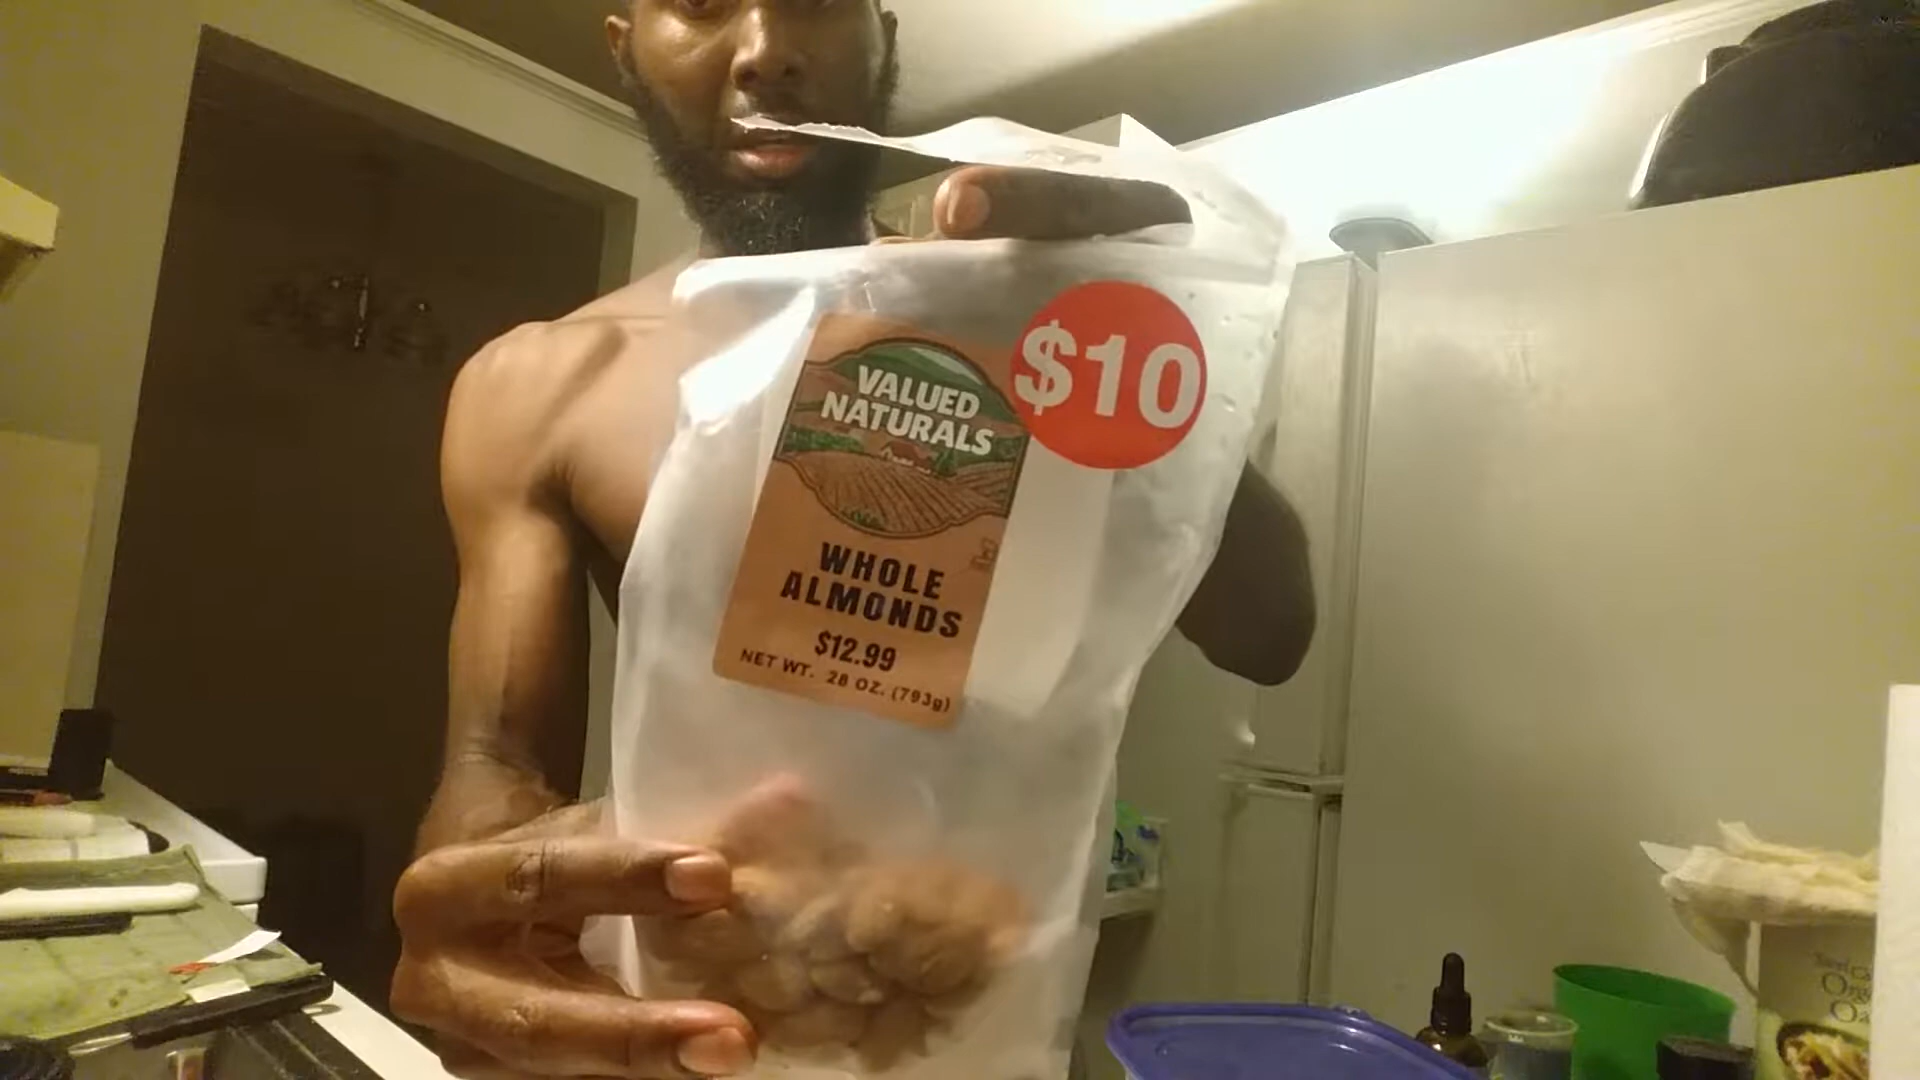 $10
VALUED
NATURALS
WHOLE
ALMONDS
$12.99
NET WT. 28 OZ. (793g)